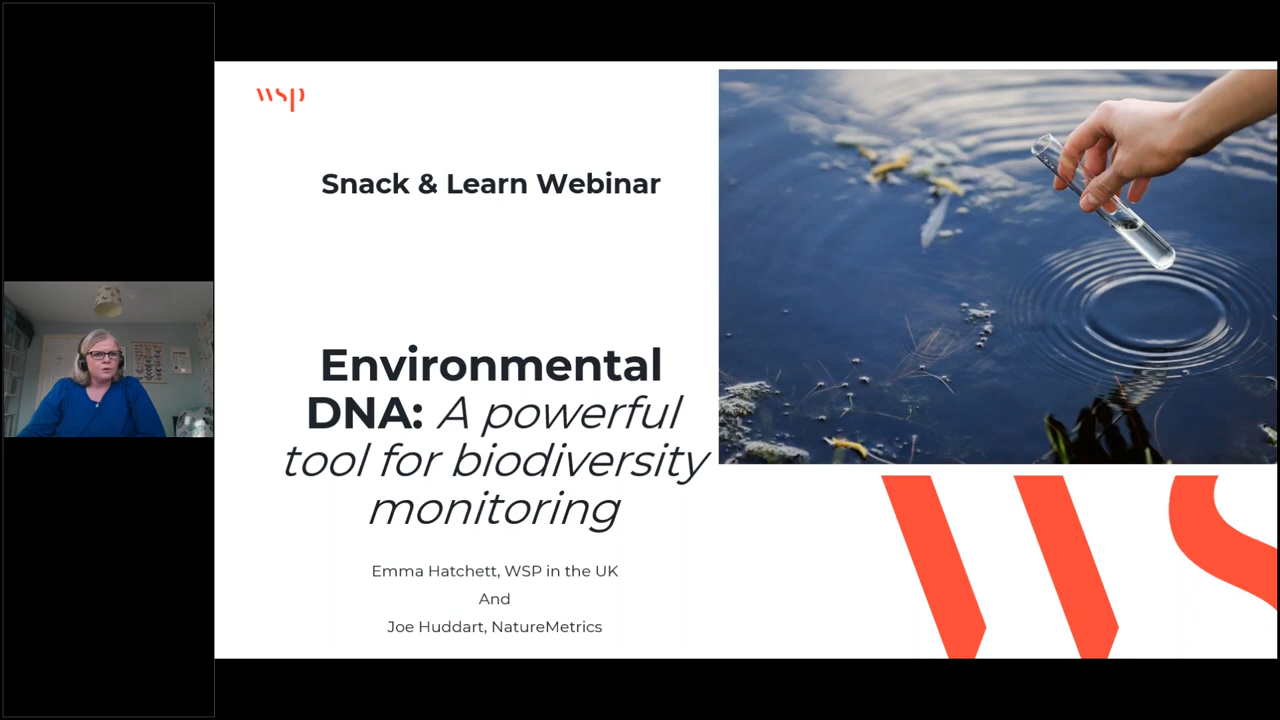 wsp
Snack & Learn Webinar
Environmental
DNA: A powerful
tool for biodiversity
monitoring
Emma Hatchett, WSP in the UK
And
Joe Huddart, NatureMetrics